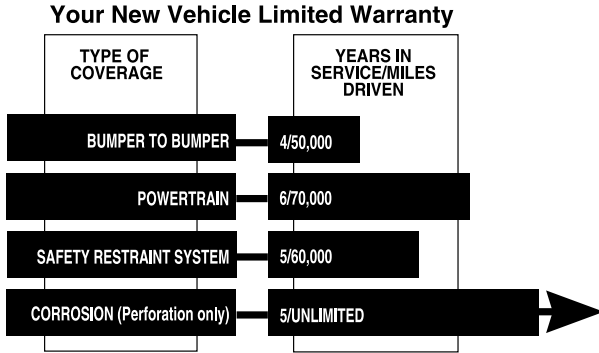 Your New Vehicle Limited Warranty
TYPE OF
COVERAGE
YEARS IN
SERVICE/MILES
DRIVEN
BUMPER TO BUMPER
4/50,000
POWERTRAIN
6/70,000
SAFETY RESTRAINT SYSTEM
5/60,000
CORROSION (Perforation only)
5/UNLIMITED